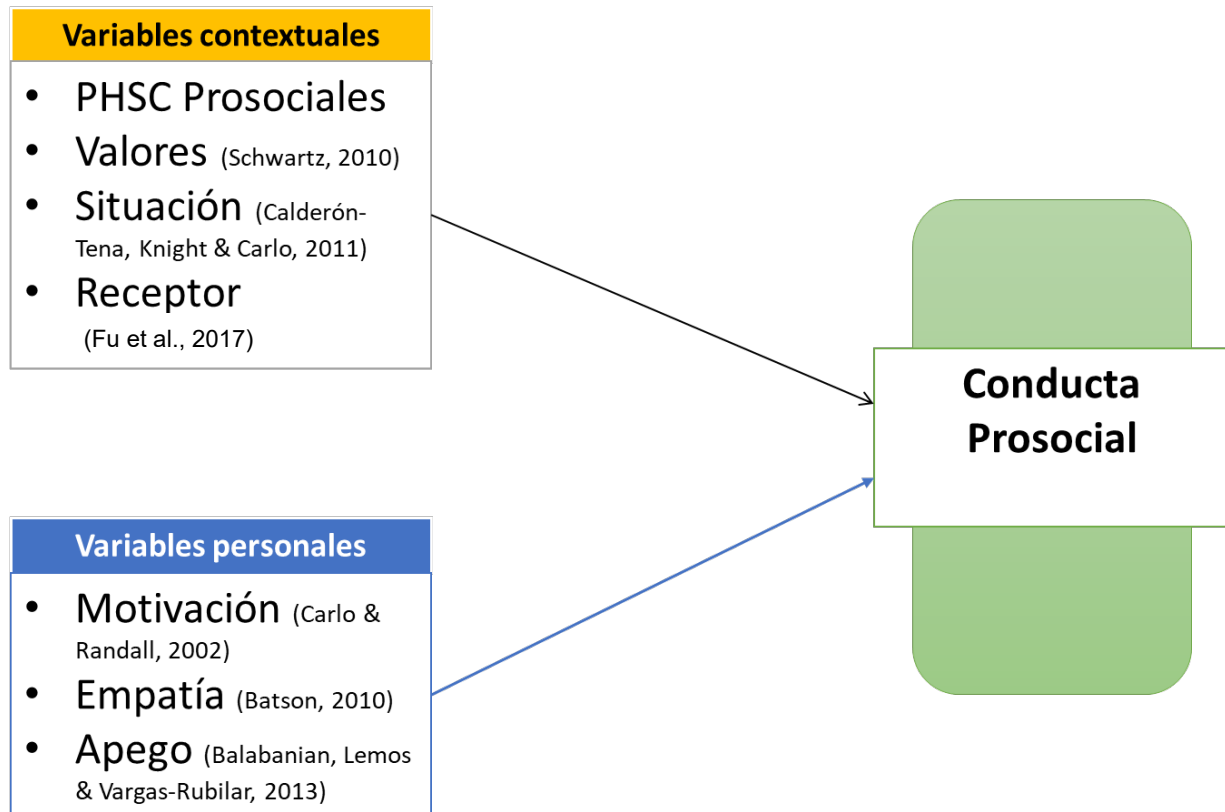 Variables contextuales
• PHSC Prosociales
• Valores (Schwartz, 2010)
• Situación (Calderón-
Tena, Knight & Carlo, 2011)
• Receptor
(Fu et al., 2017)
Conducta
Prosocial
Variables personales
• Motivación (Carlo &
Randall, 2002)
• Empatía (Batson, 2010)
• Apego (Balabanian, Lemos
& Vargas-Rubilar, 2013)